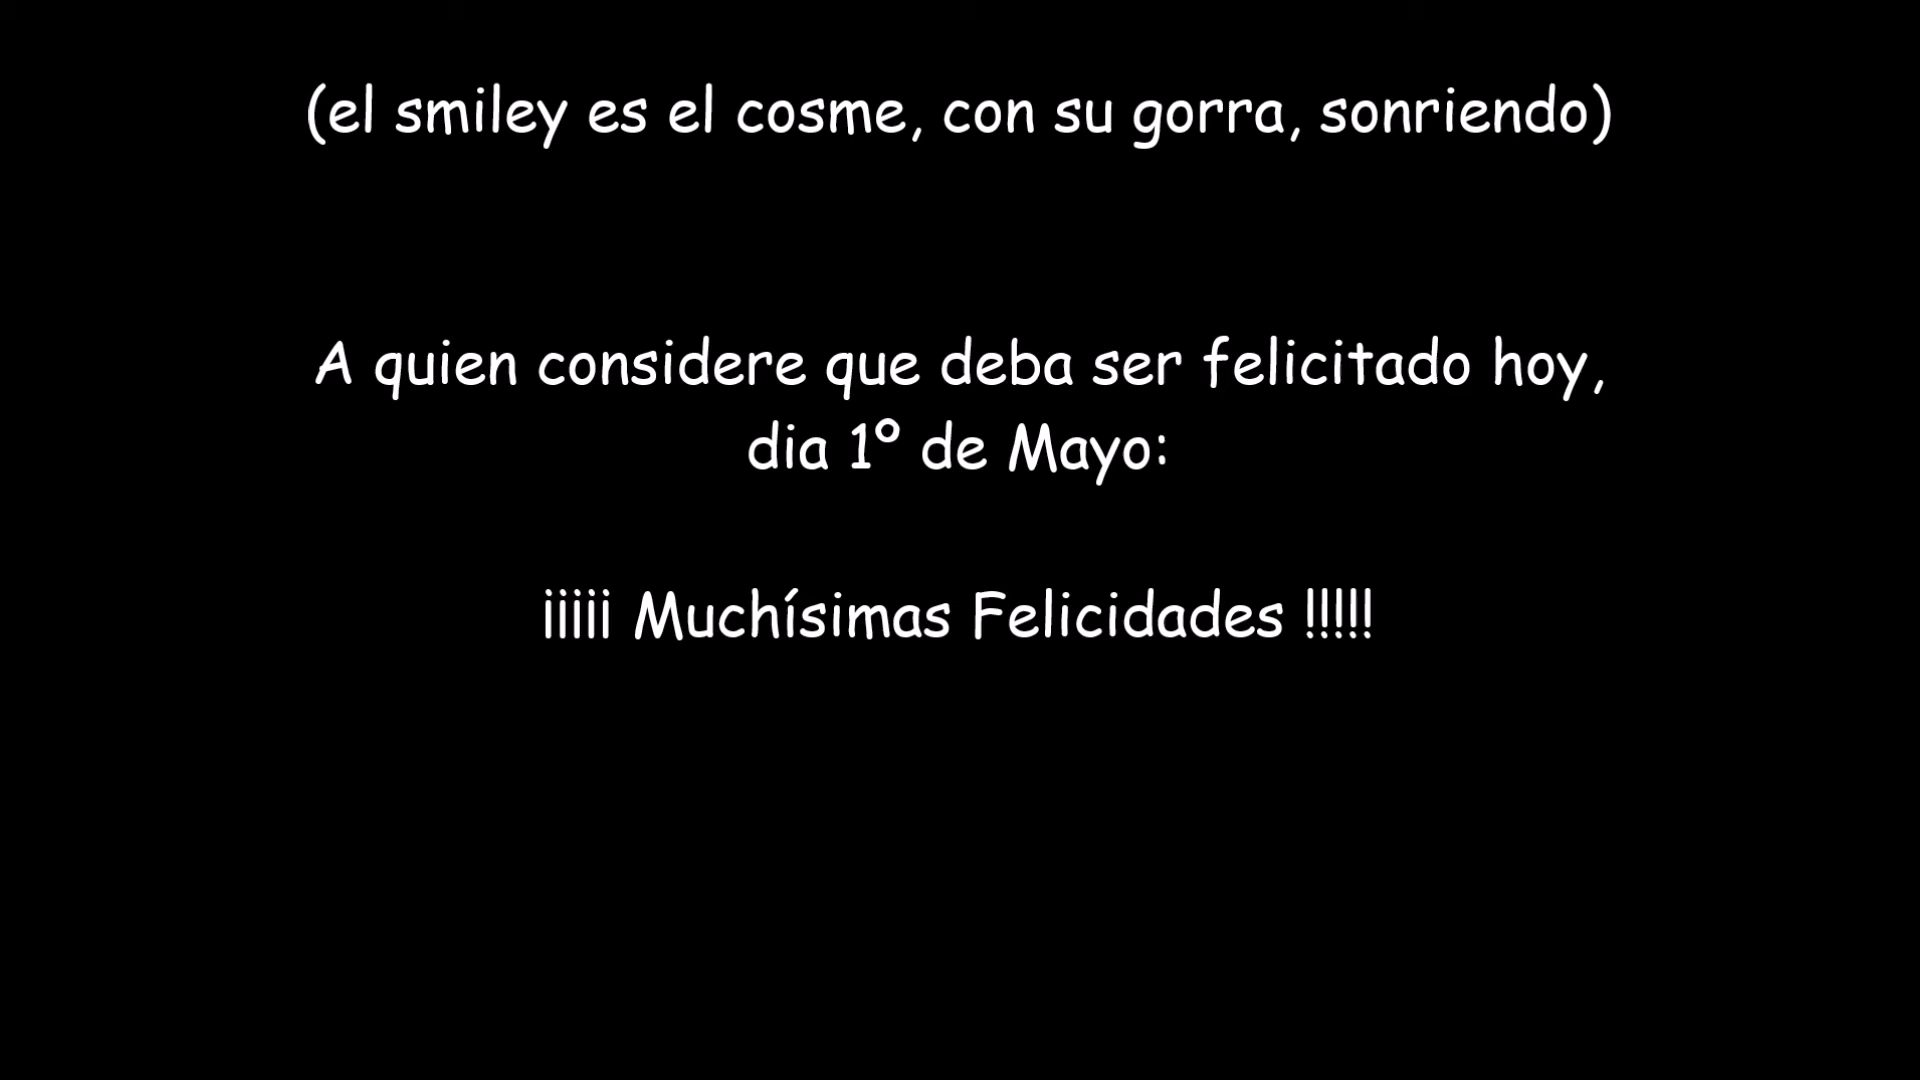 (el smiley es el cosme, con su gorra, sonriendo)
A quien considere que deba ser felicitado hoy,
dia 1º de Mayo:
¡¡¡¡¡ Muchísimas Felicidades !!!!!